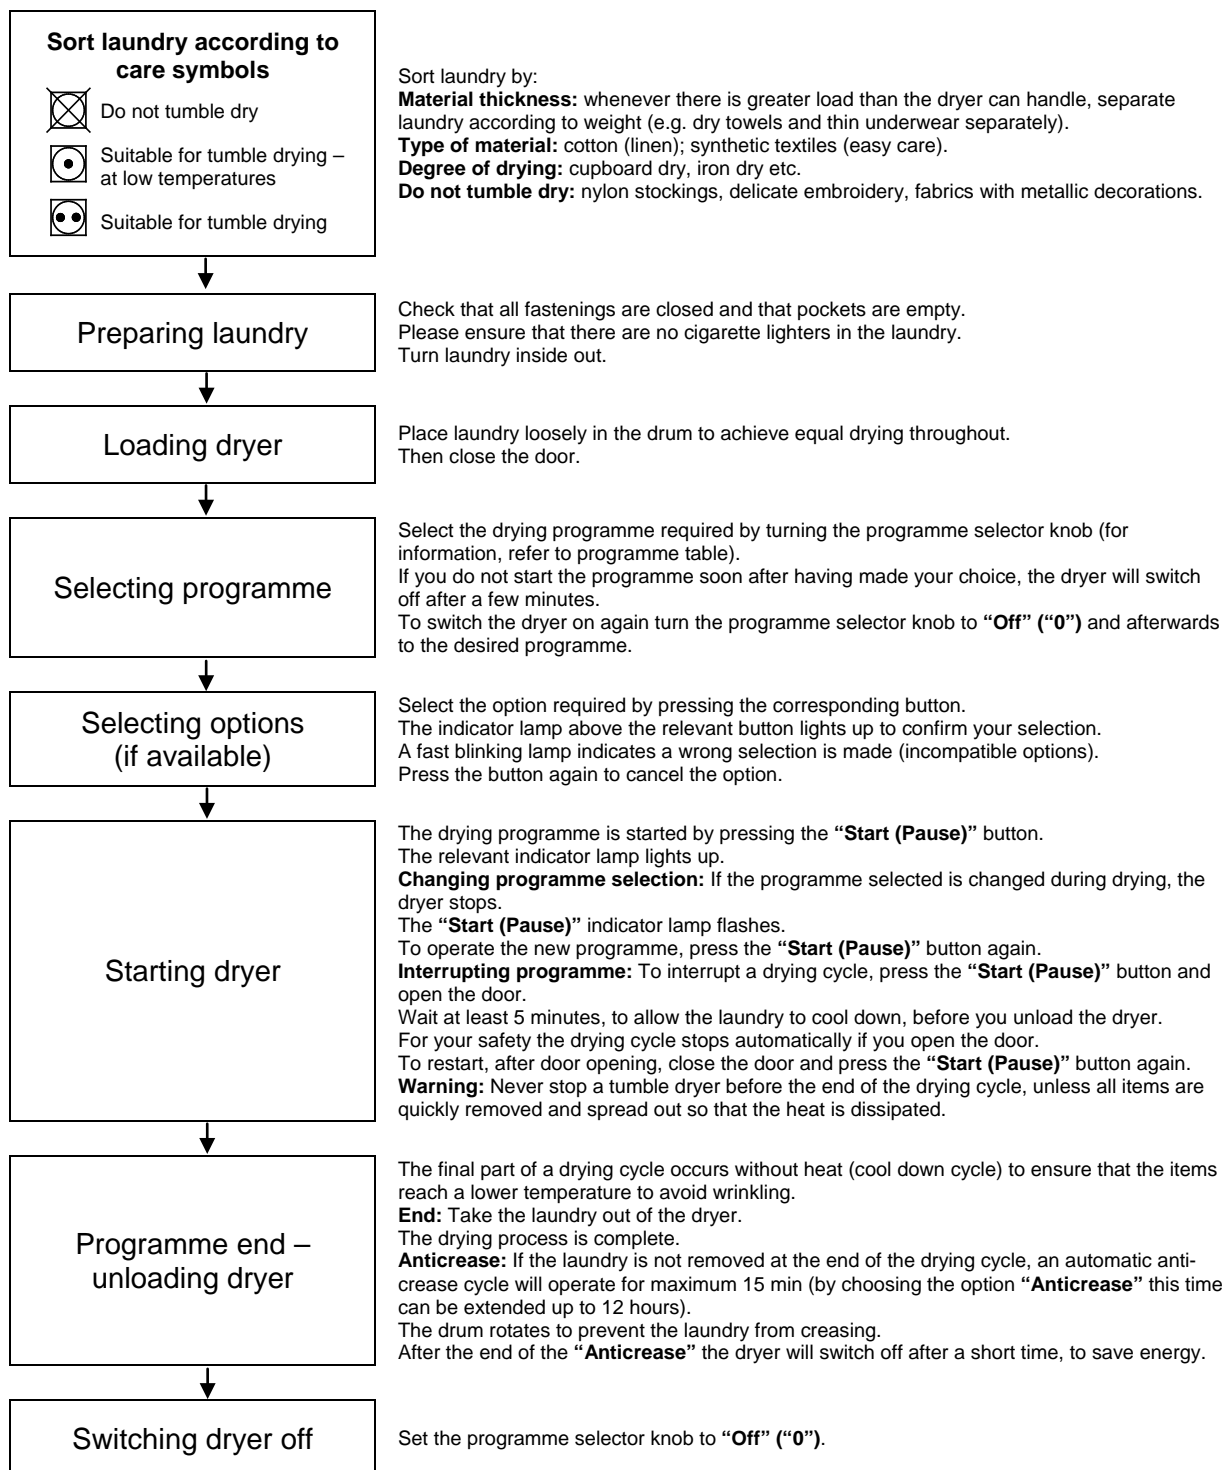 Sort laundry according to
care symbols
Do not tumble dry
Suitable for tumble drying –
at low temperatures
Suitable for tumble drying
Sort laundry by:
Material thickness: whenever there is greater load than the dryer can handle, separate
laundry according to weight (e.g. dry towels and thin underwear separately).
Type of material: cotton (linen); synthetic textiles (easy care).
Degree of drying: cupboard dry, iron dry etc.
Do not tumble dry: nylon stockings, delicate embroidery, fabrics with metallic decorations.
Preparing laundry
Check that all fastenings are closed and that pockets are empty.
Please ensure that there are no cigarette lighters in the laundry.
Turn laundry inside out.
Loading dryer
Place laundry loosely in the drum to achieve equal drying throughout.
Then close the door.
Selecting programme
Select the drying programme required by turning the programme selector knob (for
information, refer to programme table).
If you do not start the programme soon after having made your choice, the dryer will switch
off after a few minutes.
To switch the dryer on again turn the programme selector knob to “Off” (“0”) and afterwards
to the desired programme.
Selecting options
(if available)
Select the option required by pressing the corresponding button.
The indicator lamp above the relevant button lights up to confirm your selection.
A fast blinking lamp indicates a wrong selection is made (incompatible options).
Press the button again to cancel the option.
Starting dryer
The drying programme is started by pressing the “Start (Pause)” button.
The relevant indicator lamp lights up.
Changing programme selection: If the programme selected is changed during drying, the
dryer stops.
The “Start (Pause)” indicator lamp flashes.
To operate the new programme, press the “Start (Pause)” button again.
Interrupting programme: To interrupt a drying cycle, press the “Start (Pause)” button and
open the door.
Wait at least 5 minutes, to allow the laundry to cool down, before you unload the dryer.
For your safety the drying cycle stops automatically if you open the door.
To restart, after door opening, close the door and press the “Start (Pause)” button again.
Warning: Never stop a tumble dryer before the end of the drying cycle, unless all items are
quickly removed and spread out so that the heat is dissipated.
Programme end –
unloading dryer
The final part of a drying cycle occurs without heat (cool down cycle) to ensure that the items
reach a lower temperature to avoid wrinkling.
End: Take the laundry out of the dryer.
The drying process is complete.
Anticrease: If the laundry is not removed at the end of the drying cycle, an automatic anti-
crease cycle will operate for maximum 15 min (by choosing the option “Anticrease” this time
can be extended up to 12 hours).
The drum rotates to prevent the laundry from creasing.
After the end of the “Anticrease” the dryer will switch off after a short time, to save energy.
Switching dryer off
Set the programme selector knob to “Off” (“0”).